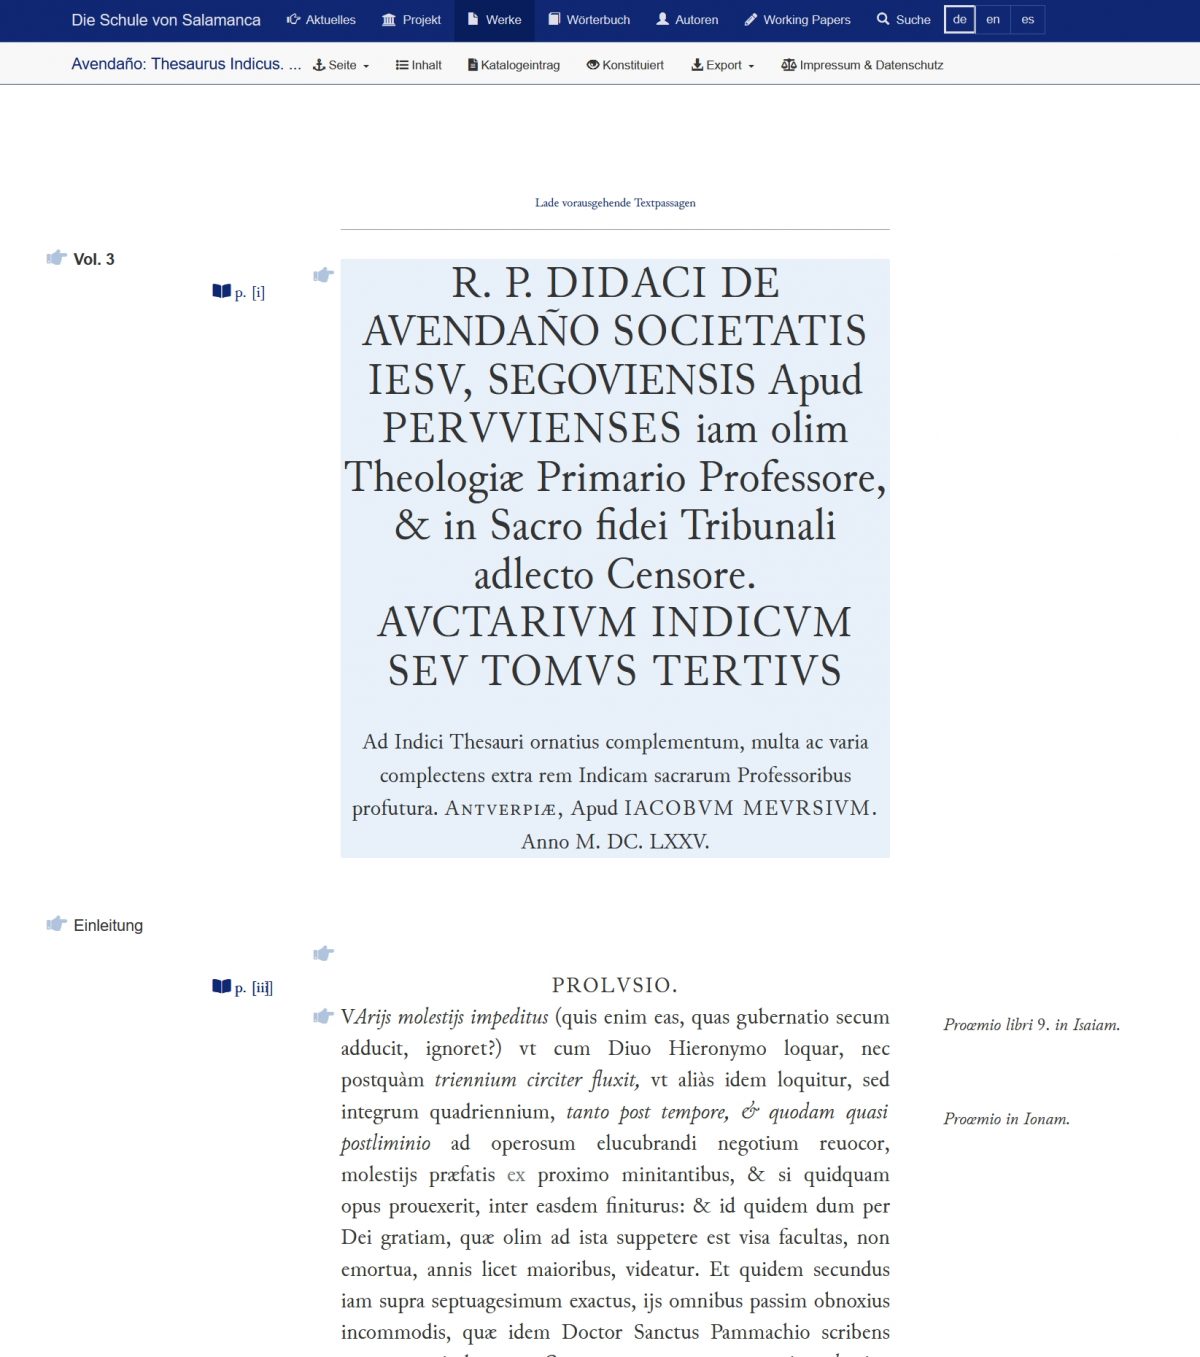 Die Schule von Salamanca Aktuelles Projekt Werke Wörterbuch Autoren Working Papers Suche de en es
Avendaño: Thesaurus Indicus. ... Seite Inhalt Katalogeintrag Konstituiert Export Impressum & Datenschutz
Lade vorausgehende Textpassagen
Vol. 3
p. [i]
R. P. DIDACI DE
AVENDAÑO SOCIETATIS
IESV, SEGOVIENSIS Apud
PERVVIENSES iam olim
Theologiæ Primario Professore,
& in Sacro fidei Tribunali
adlecto Censore.
AVCTARIVM INDICVM
SEV TOMVS TERTIVS
Ad Indici Thesauri ornatius complementum, multa ac varia
complectens extra rem Indicam sacrarum Professoribus
profutura. ANTVERPIÆ, Apud IACOBVM MEVRSIVM.
Anno M. DC. LXXV.
Einleitung
PROLVSIO.
VArijs molestijs impeditus (quis enim eas, quas gubernatio secum
adducit, ignoret?) vt cum Diuo Hieronymo loquar, nec
postquàm triennium circiter fluxit, vt aliàs idem loquitur, sed
integrum quadriennium, tanto post tempore, & quodam quasi
postliminio ad operosum elucubrandi negotium reuocor,
molestijs præfatis ex proximo minitantibus, & si quidquam
opus prouexerit, inter easdem finiturus: & id quidem dum per
Dei gratiam, quæ olim ad ista suppetere est visa facultas, non
emortua, annis licet maioribus, videatur. Et quidem secundus
iam supra septuagesimum exactus, ijs omnibus passim obnoxius
incommodis, quæ idem Doctor Sanctus Pammachio scribens
Proœmio libri 9. in Isaiam.
Proœmio in Ionam.